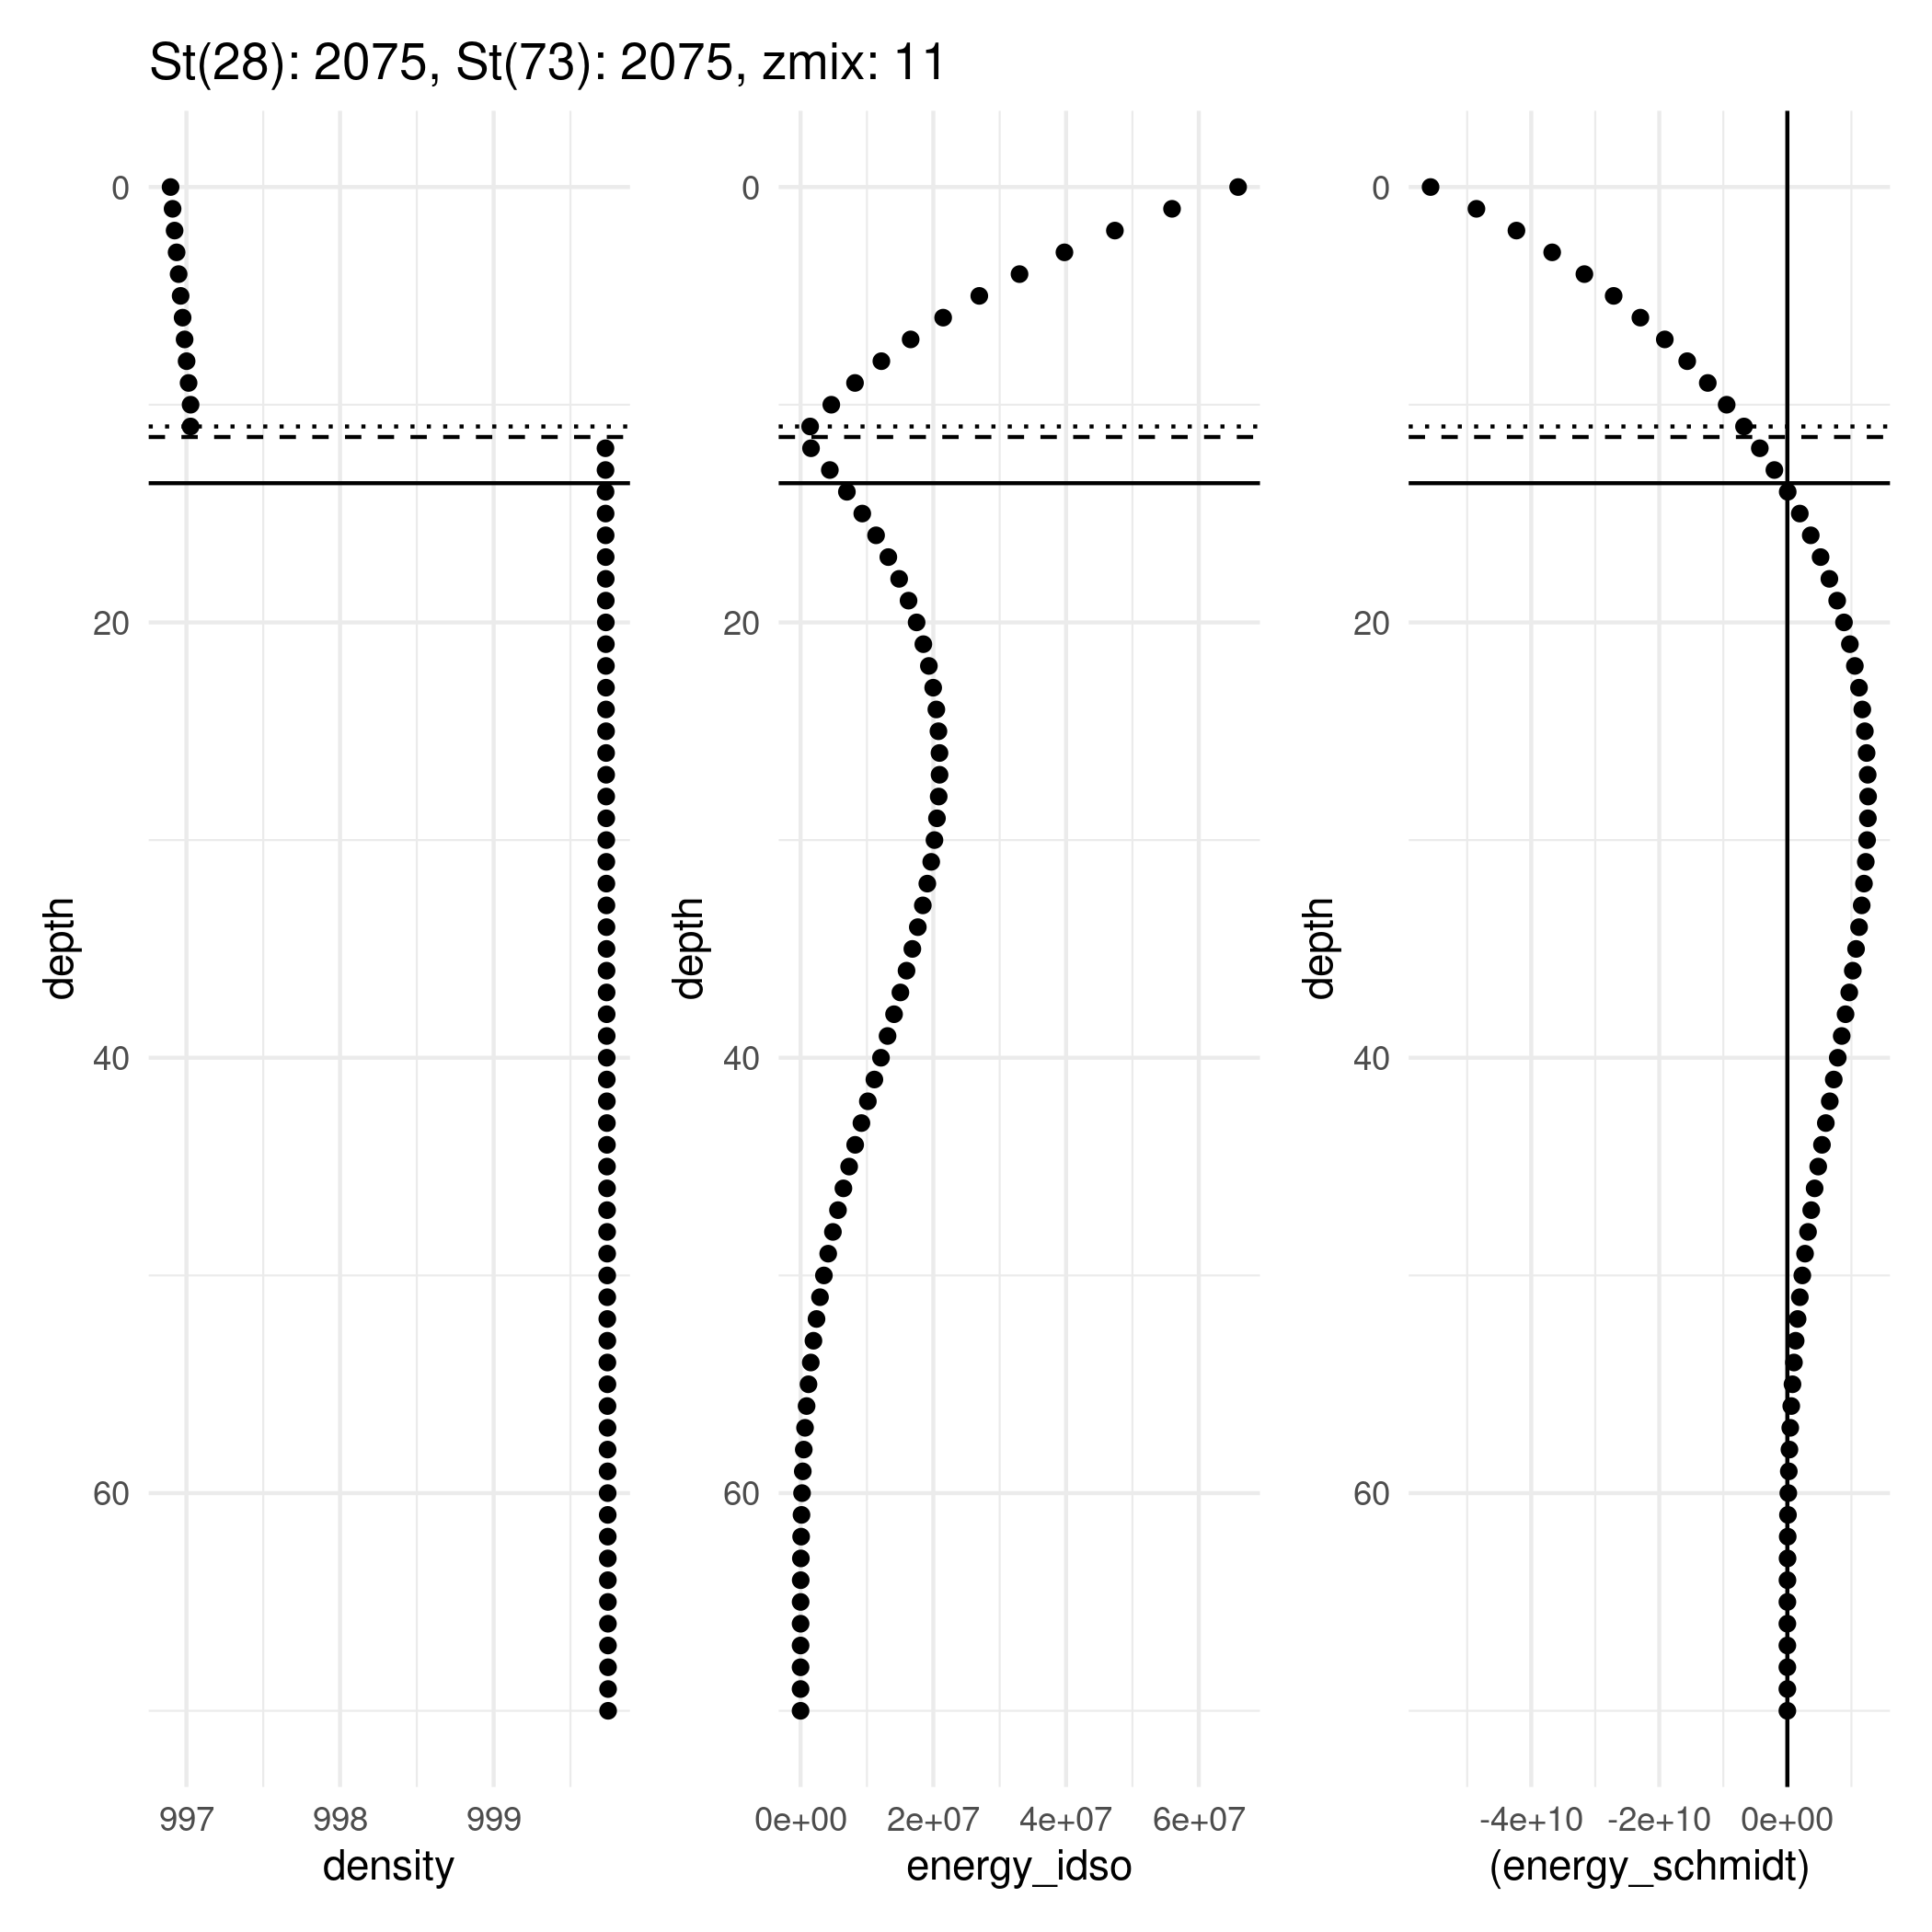 St(28): 2075, St(73): 2075, zmix: 11
0
20
40
60
depth
997 998 999
density
0
20
40
60
depth
0e+00 2e+07 4e+07 6e+07
energy_idso
0
20
40
60
depth
-4e+10 -2e+10 0e+00
(energy_schmidt)